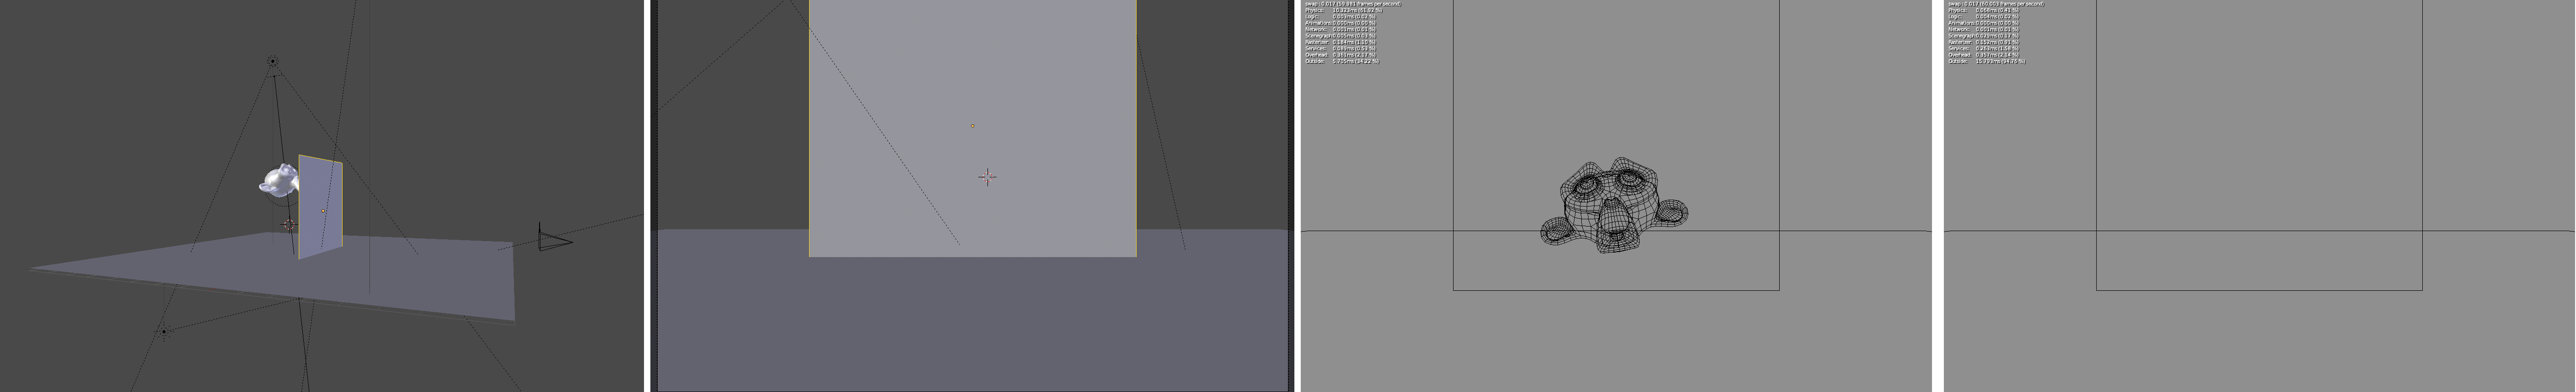 swap : 0.017 (59.981 frames per second)
Physics: 10.323ms (61.92 %)
Logic: 0.003ms (0.02 %)
Animations: 0.000ms (0.00 %)
Network: 0.001ms (0.01 %)
Scenegraph: 0.005ms (0.03 %)
Rasterizer: 0.184ms (1.10 %)
Services: 0.089ms (0.53 %)
Overhead: 0.361ms (2.17 %)
Outside: 5.705ms (34.22 %)
swap : 0.017 (60.003 frames per second)
Physics: 0.068ms (0.41 %)
Logic: 0.004ms (0.02 %)
Animations: 0.000ms (0.00 %)
Network: 0.001ms (0.01 %)
Scenegraph: 0.029ms (0.17 %)
Rasterizer: 0.152ms (0.91 %)
Services: 0.263ms (1.58 %)
Overhead: 0.357ms (2.14 %)
Outside: 15.793ms (94.76 %)